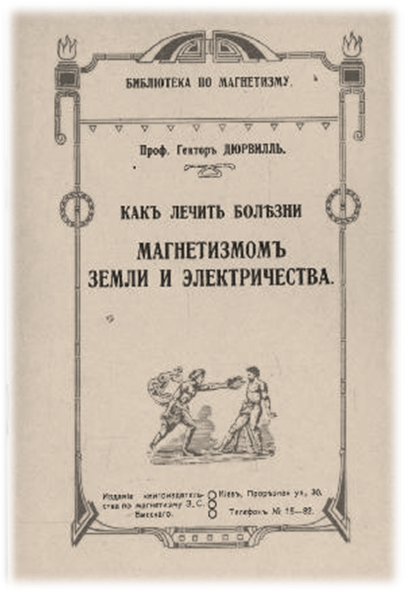 БИБЛІОТЕКА ПО МАГНЕТИЗМУ.
Проф. Гекторъ ДЮРВИЛЛЬ.
КАКЪ ЛЕЧИТЬ БОЛѢЗНИ
МАГНЕТИЗМОМЪ
ЗЕМЛИ И ЭЛЕКТРИЧЕСТВА.
Изданіе книгоиздатель-
ства по магнетизму З. С.
Бисскаго.
Кіевъ, Прорѣзная ул., 30.
Телефонъ № 15—82.